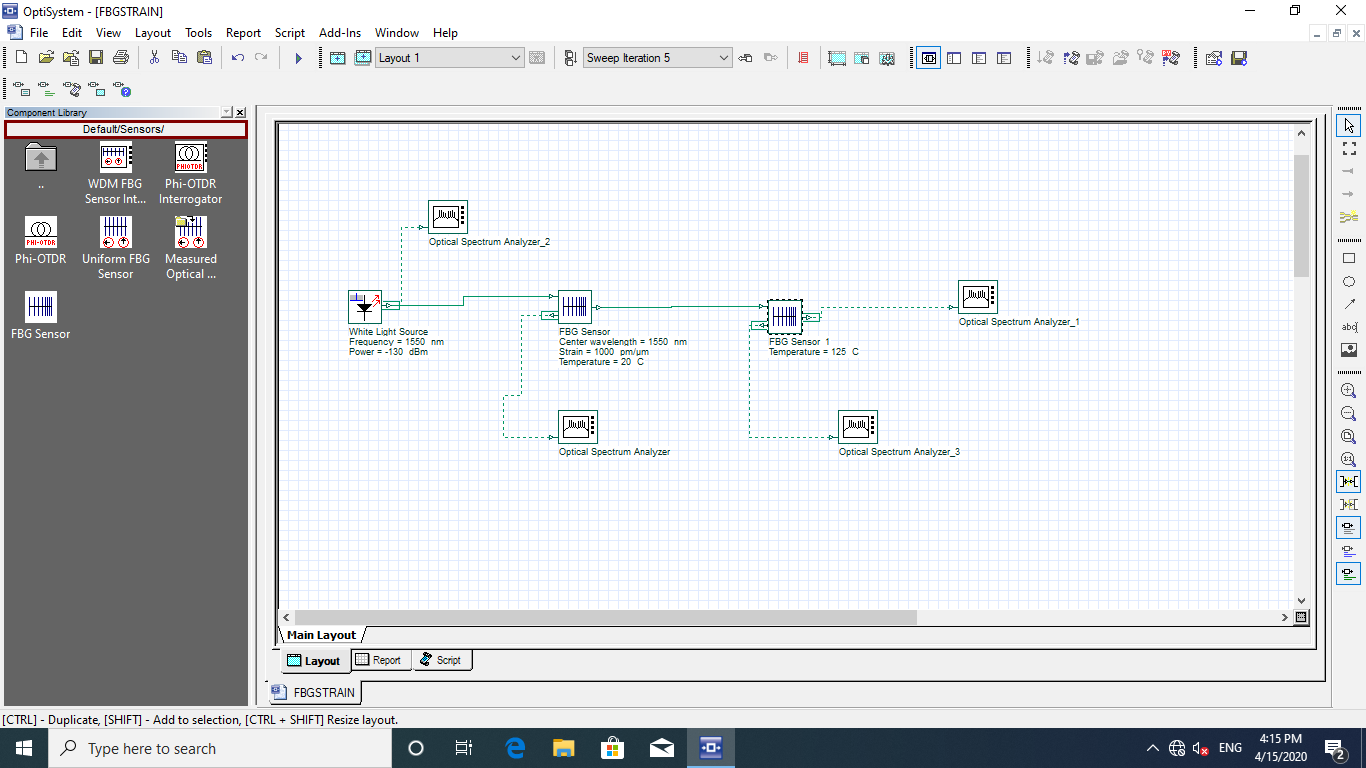 OptiSystem - [FBGSTRAIN]
File Edit View Layout Tools Report Script Add-Ins Window Help
Layout 1
Sweep Iteration 5
Component Library
Default/Sensors/
..
WDM FBG
Sensor Int...
Phi-OTDR
Interrogator
PHI-OTDR
Phi-OTDR
PHI-OTDR
Uniform FBG
Sensor
Measured
Optical ...
FBG Sensor
Optical Spectrum Analyzer_2
White Light Source
Frequency = 1550 nm
Power = -130 dBm
FBG Sensor
Center wavelength = 1550 nm
Strain = 1000 pm/um
Temperature = 20 C
FBG Sensor_1
Temperature = 125 C
Optical Spectrum Analyzer_1
Optical Spectrum Analyzer
Optical Spectrum Analyzer_3
abc
1:1
Main Layout
Layout
Report
Script
FBGSTRAIN
[CTRL] - Duplicate, [SHIFT] - Add to selection, [CTRL + SHIFT] Resize layout.
Type here to search
ENG
4:15 PM
4/15/2020
2